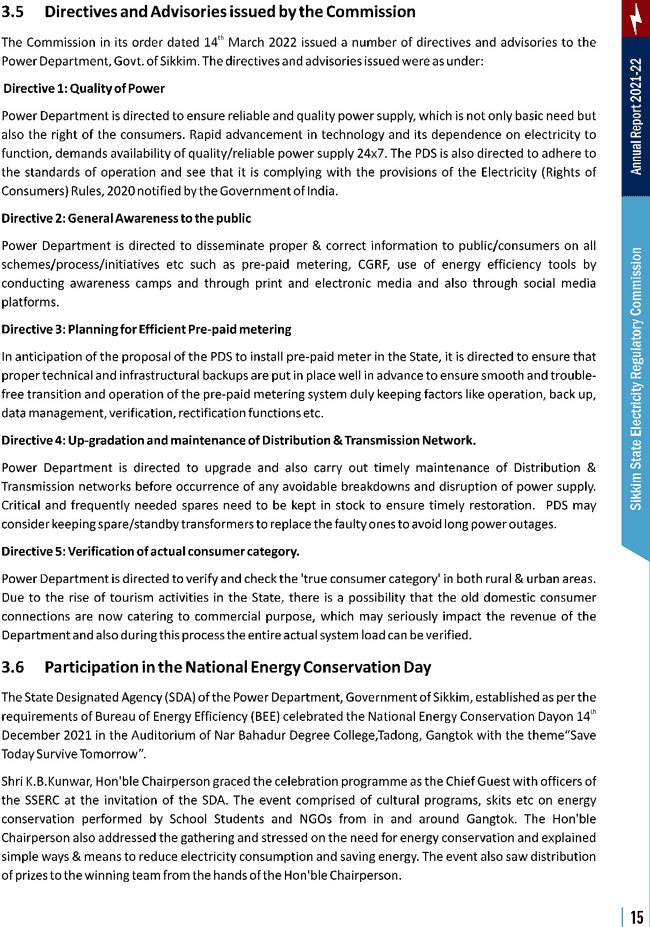 3.5 Directives and Advisories issued by the Commission
The Commission in its order dated 14th March 2022 issued a number of directives and advisories to the
Power Department, Govt. of Sikkim. The directives and advisories issued were as under:
Directive 1: Quality of Power
Power Department is directed to ensure reliable and quality power supply, which is not only basic need but
also the right of the consumers. Rapid advancement in technology and its dependence on electricity to
function, demands availability of quality/reliable power supply 24x7. The PDS is also directed to adhere to
the standards of operation and see that it is complying with the provisions of the Electricity (Rights of
Consumers) Rules, 2020 notified by the Government of India.
Directive 2: General Awareness to the public
Power Department is directed to disseminate proper & correct information to public/consumers on all
schemes/process/initiatives etc such as pre-paid metering, CGRF, use of energy efficiency tools by
conducting awareness camps and through print and electronic media and also through social media
platforms.
Directive 3: Planning for Efficient Pre-paid metering
In anticipation of the proposal of the PDS to install pre-paid meter in the State, it is directed to ensure that
proper technical and infrastructural backups are put in place well in advance to ensure smooth and trouble-
free transition and operation of the pre-paid metering system duly keeping factors like operation, back up,
data management, verification, rectification functions etc.
Directive 4: Up-gradation and maintenance of Distribution & Transmission Network.
Power Department is directed to upgrade and also carry out timely maintenance of Distribution &
Transmission networks before occurrence of any avoidable breakdowns and disruption of power supply.
Critical and frequently needed spares need to be kept in stock to ensure timely restoration. PDS may
consider keeping spare/standby transformers to replace the faulty ones to avoid long power outages.
Directive 5: Verification of actual consumer category.
Power Department is directed to verify and check the 'true consumer category' in both rural & urban areas.
Due to the rise of tourism activities in the State, there is a possibility that the old domestic consumer
connections are now catering to commercial purpose, which may seriously impact the revenue of the
Department and also during this process the entire actual system load can be verified.
3.6 Participation in the National Energy Conservation Day
The State Designated Agency (SDA) of the Power Department, Government of Sikkim, established as per the
requirements of Bureau of Energy Efficiency (BEE) celebrated the National Energy Conservation Dayon 14th
December 2021 in the Auditorium of Nar Bahadur Degree College,Tadong, Gangtok with the theme“Save
Today Survive Tomorrow”.
Shri K.B.Kunwar, Hon'ble Chairperson graced the celebration programme as the Chief Guest with officers of
the SSERC at the invitation of the SDA. The event comprised of cultural programs, skits etc on energy
conservation performed by School Students and NGOs from in and around Gangtok. The Hon'ble
Chairperson also addressed the gathering and stressed on the need for energy conservation and explained
simple ways & means to reduce electricity consumption and saving energy. The event also saw distribution
of prizes to the winning team from the hands of the Hon'ble Chairperson.
Annual Report 2021-22
Sikkim State Electricity Regulatory Commission
15